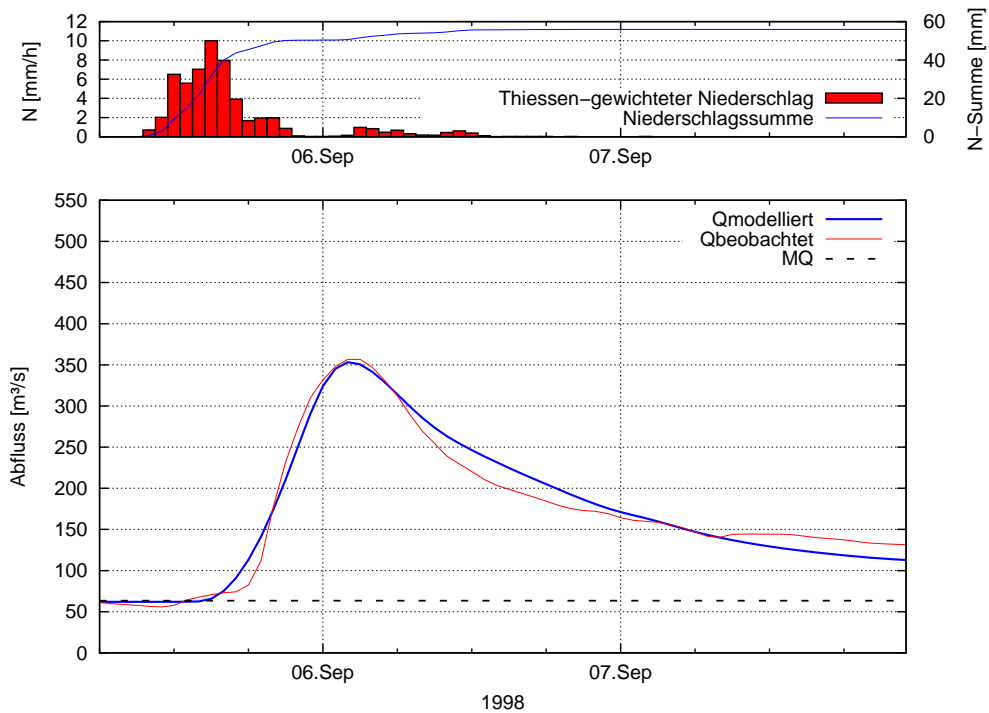 12
10
8
6
4
2
0
N [mm/h]
60
40
20
0
N−Summe [mm]
Thiessen−gewichteter Niederschlag
Niederschlagssumme
06.Sep
07.Sep
550
500
450
400
350
300
250
200
150
100
50
0
Abfluss [m³/s]
Qmodelliert
Qbeobachtet
MQ
06.Sep
07.Sep
1998